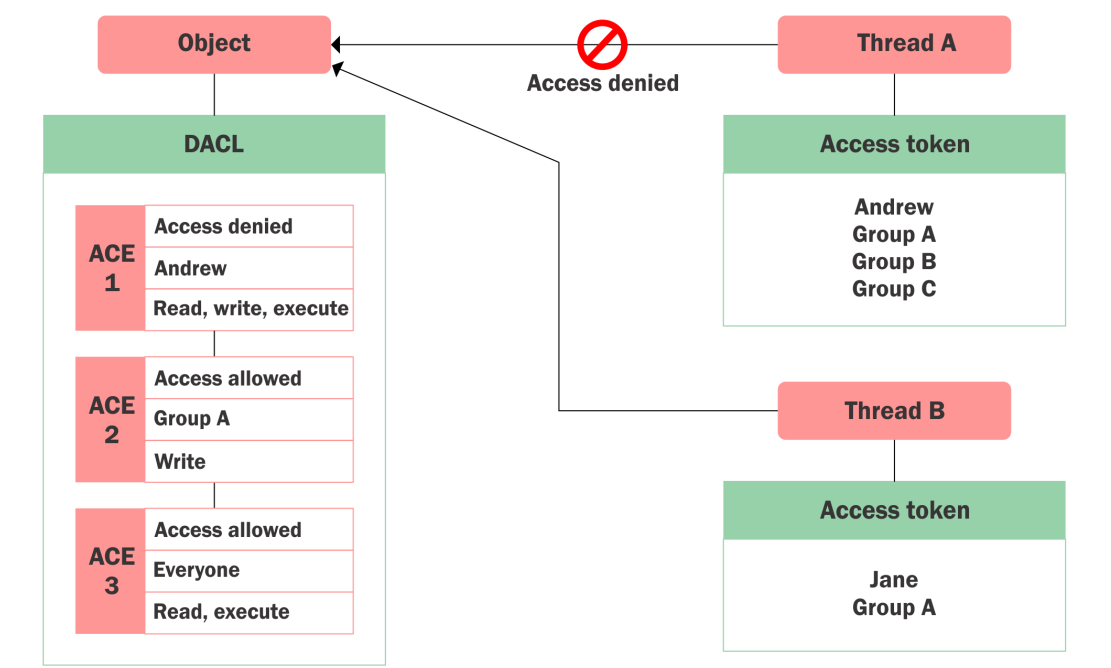 Object
Thread A
Access denied
DACL
Access token
ACE
1
Access denied
Andrew
Read, write, execute
Andrew
Group A
Group B
Group C
ACE
2
Access allowed
Group A
Write
Thread B
Access token
ACE
3
Access allowed
Everyone
Read, execute
Jane
Group A